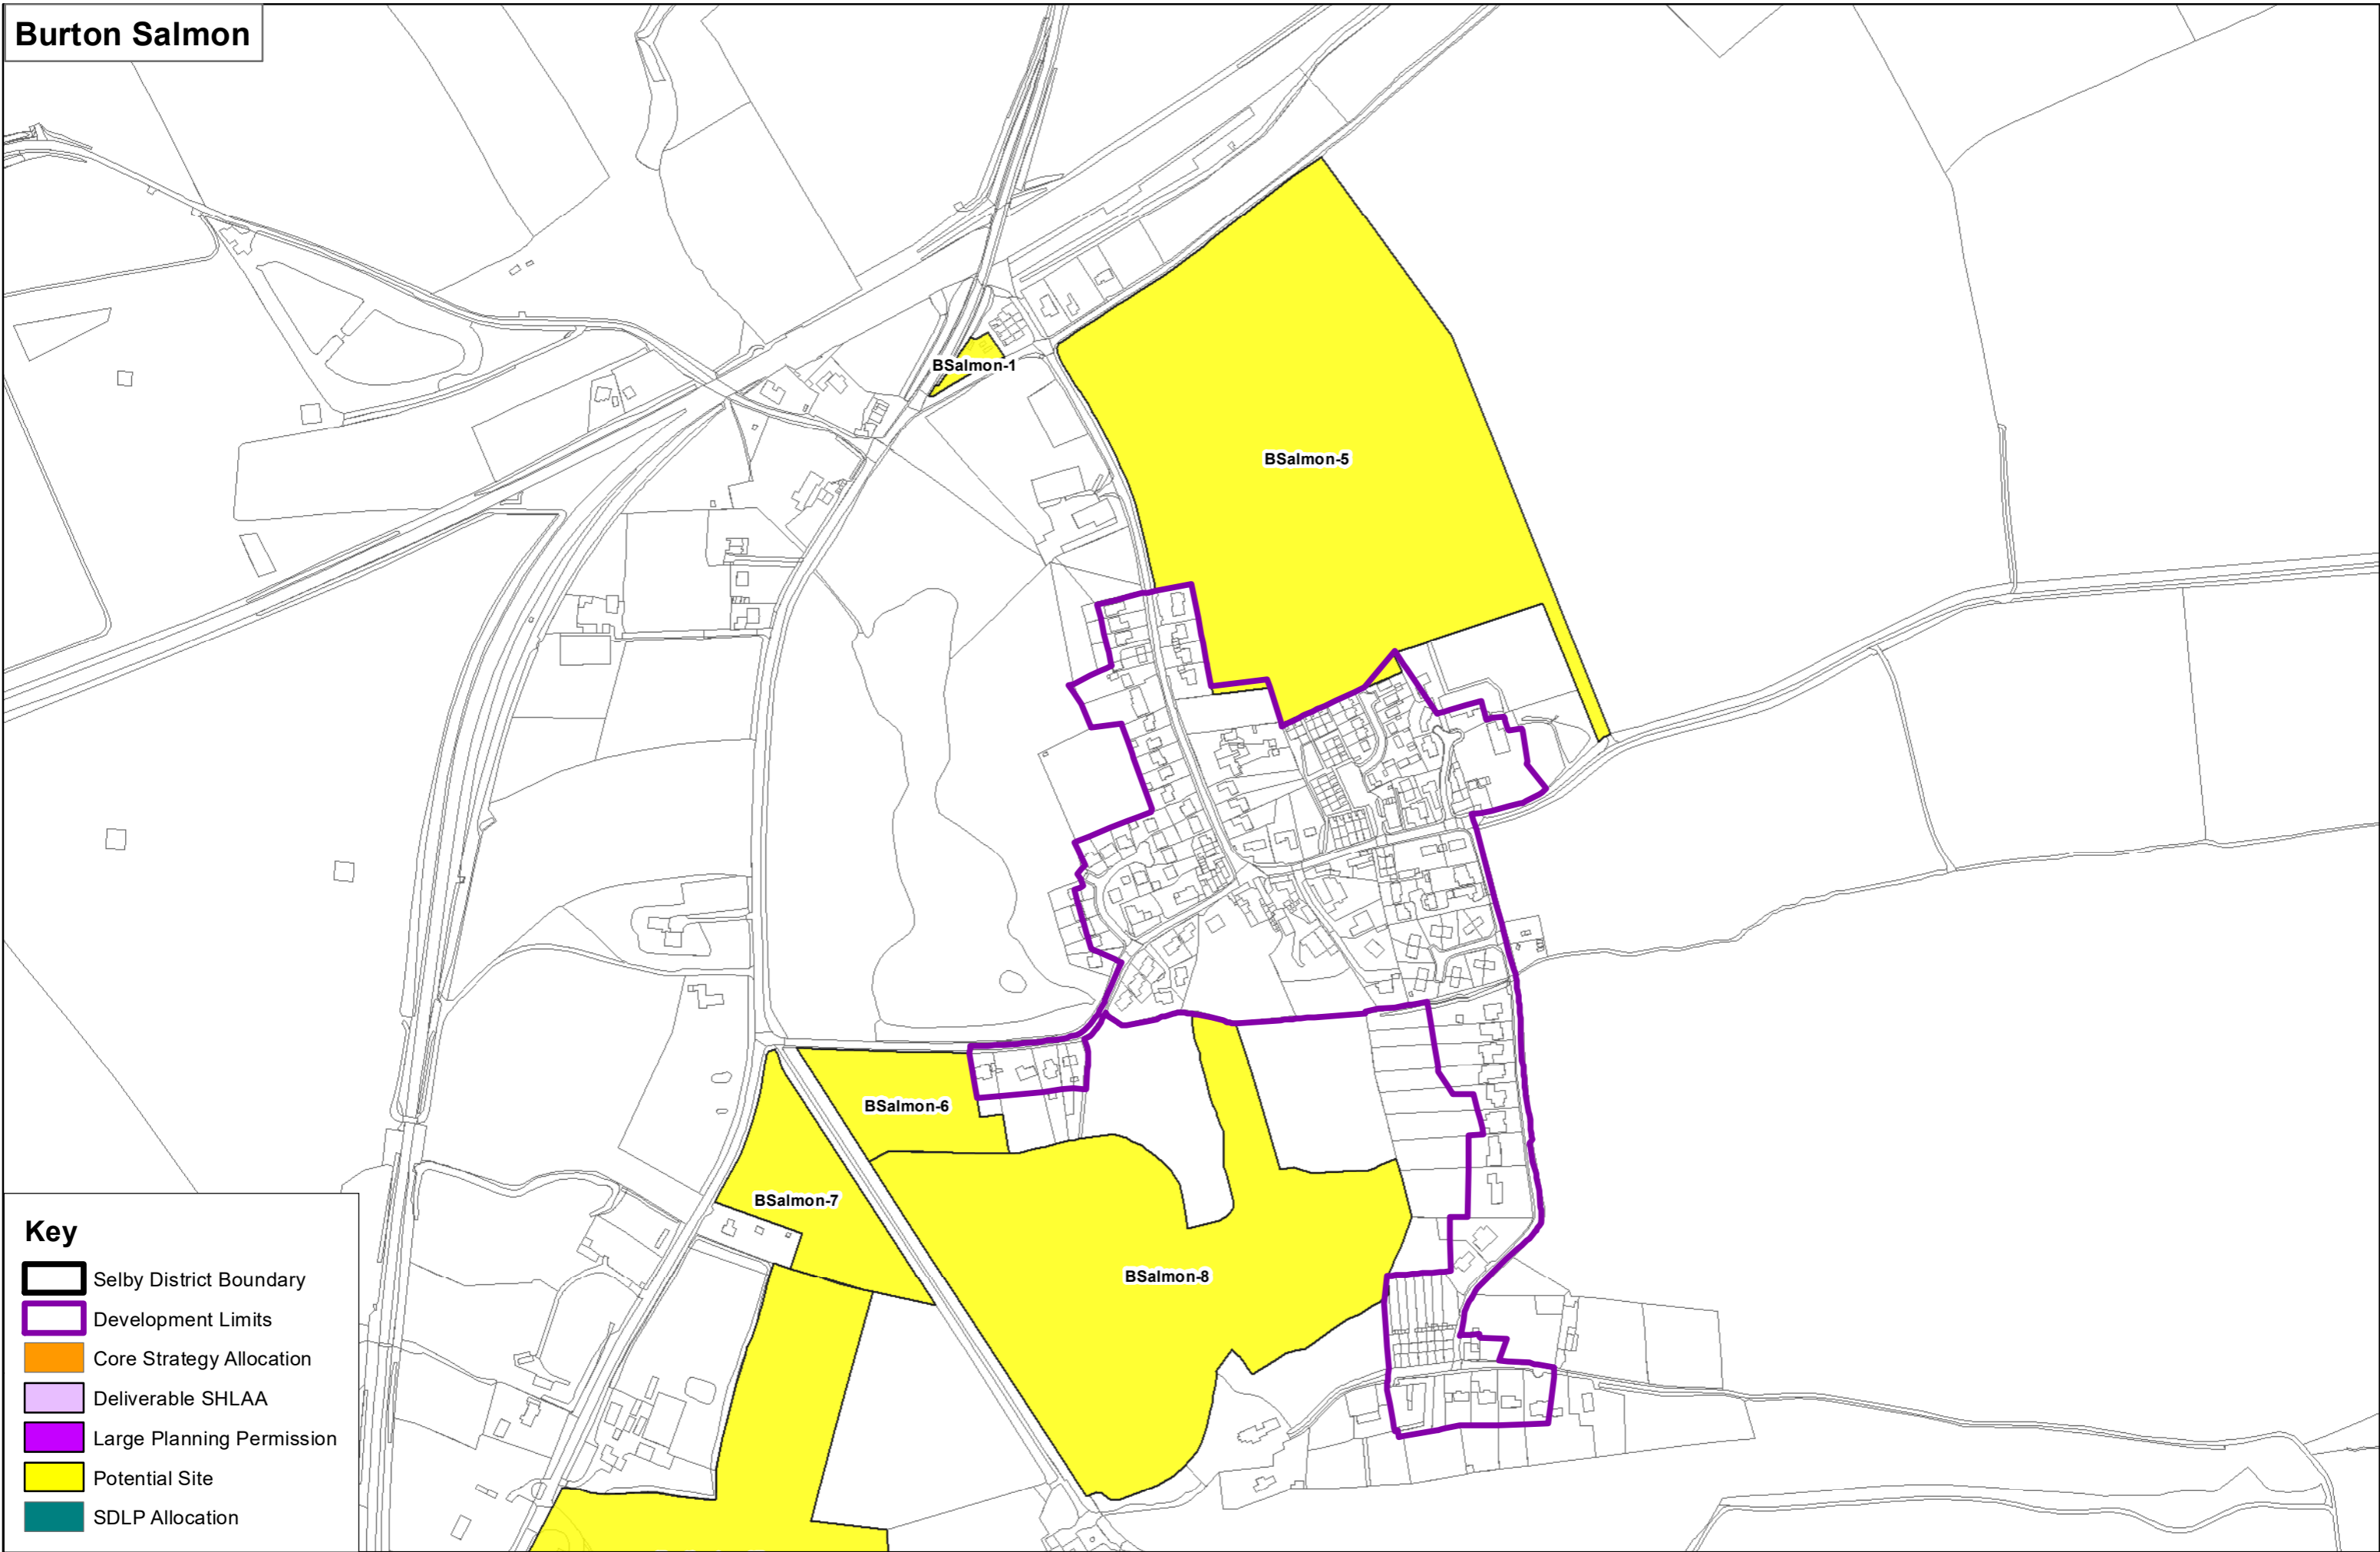 Burton Salmon
BSalmon-1
BSalmon-5
BSalmon-6
BSalmon-7
BSalmon-8
Key
Selby District Boundary
Development Limits
Core Strategy Allocation
Deliverable SHLAA
Large Planning Permission
Potential Site
SDLP Allocation